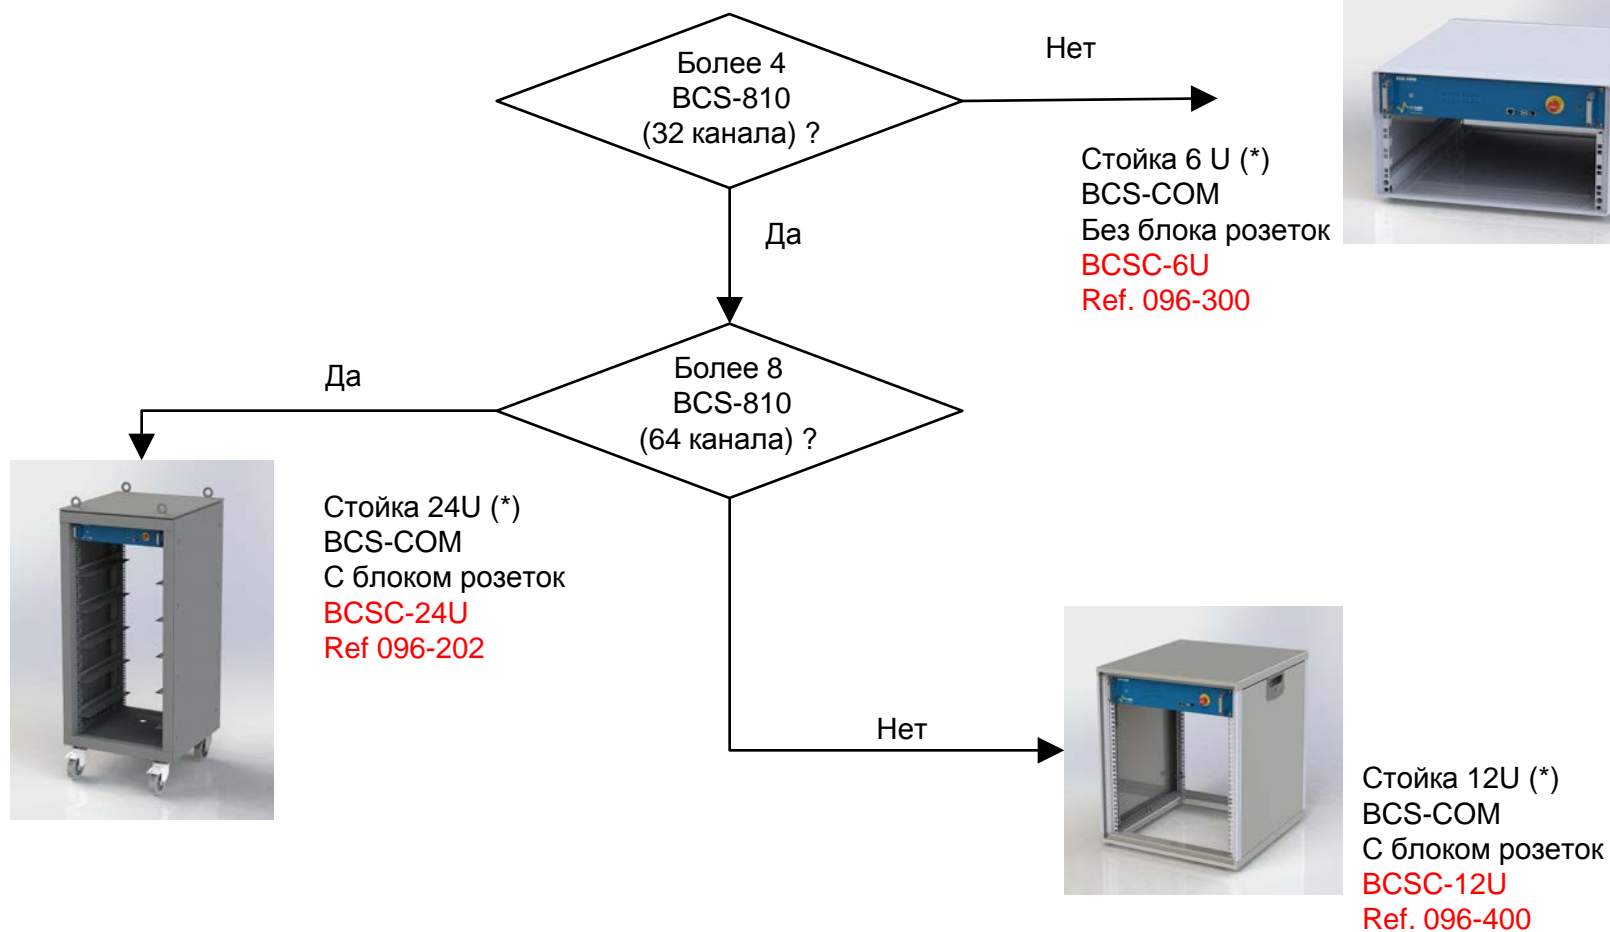 Более 4
BCS-810
(32 канала) ?
Нет
Стойка 6 U (*)
BCS-COM
Без блока розеток
BCSC-6U
Ref. 096-300
Да
Более 8
BCS-810
(64 канала) ?
Да
Стойка 24U (*)
BCS-COM
С блоком розеток
BCSC-24U
Ref 096-202
Нет
Стойка 12U (*)
BCS-COM
С блоком розеток
BCSC-12U
Ref. 096-400